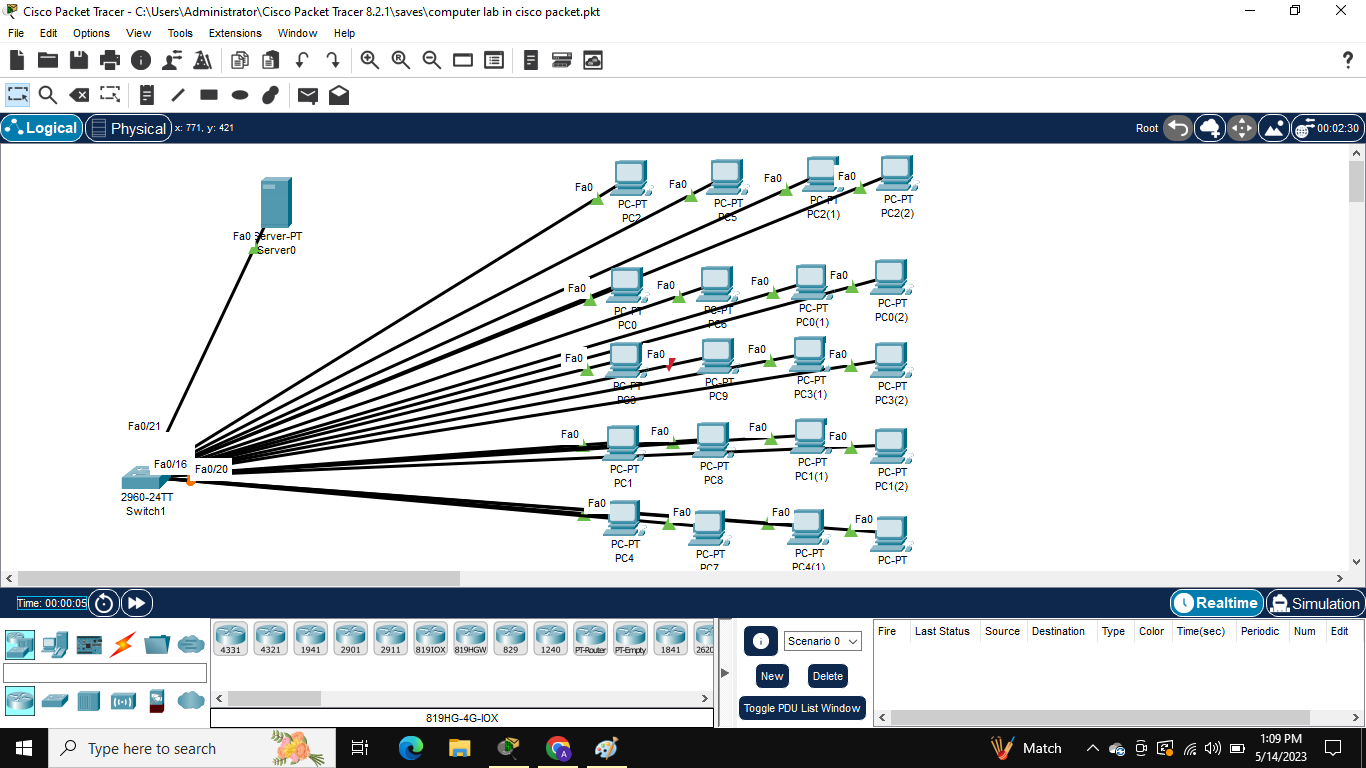 Cisco Packet Tracer - C:\Users\Administrator\Cisco Packet Tracer 8.2.1\saves\computer lab in cisco packet.pkt
File Edit Options View Tools Extensions Window Help
Logical Physical x: 771, y: 421 Root 00:02:30
Fa0 Fa0 Fa0 Fa0
PC-PT PC-PT PC-PT PC-PT
PC2 PC5 PC2(1) PC2(2)
Fa0 Server-PT
Server0
Fa0 Fa0 Fa0 Fa0
PC-PT PC-PT PC-PT PC-PT
PC0 PC6 PC0(1) PC0(2)
Fa0 Fa0 Fa0 Fa0
PC-PT PC-PT PC-PT PC-PT
PC3 PC9 PC3(1) PC3(2)
Fa0/21
Fa0 Fa0 Fa0 Fa0
PC-PT PC-PT PC-PT PC-PT
PC1 PC8 PC1(1) PC1(2)
Fa0/16 Fa0/20
2960-24TT
Switch1
Fa0 Fa0 Fa0 Fa0
PC-PT PC-PT PC-PT PC-PT
PC4 PC7 PC4(1)
Time: 00:00:05 Realtime Simulation
4331 4321 1941 2901 2911 819IOX 819HGW 829 1240 PT-Router PT-Empty 1841 2620
819HG-4G-IOX
Scenario 0
New Delete
Toggle PDU List Window
Fire Last Status Source Destination Type Color Time(sec) Periodic Num Edit
Type here to search
Match
1:09 PM
5/14/2023